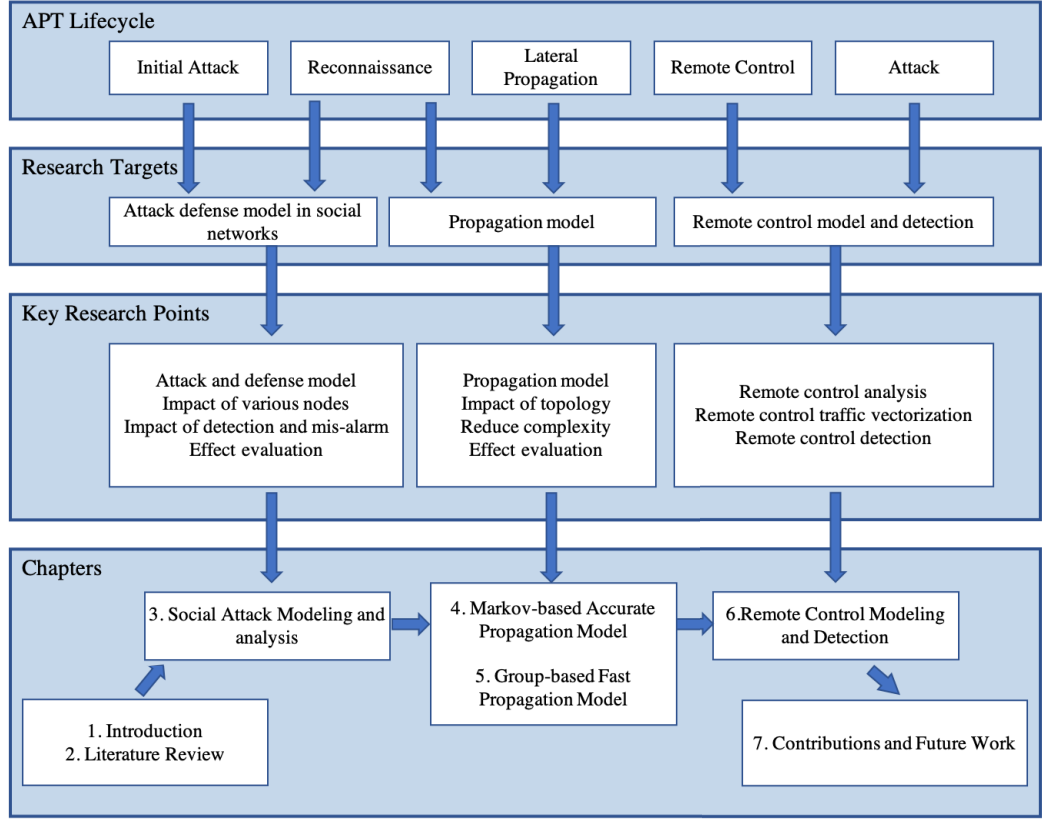 APT Lifecycle
Initial Attack
Reconnaissance
Lateral
Propagation
Remote Control
Attack
Research Targets
Attack defense model in social
networks
Propagation model
Remote control model and detection
Key Research Points
Attack and defense model
Impact of various nodes
Impact of detection and mis-alarm
Effect evaluation
Propagation model
Impact of topology
Reduce complexity
Effect evaluation
Remote control analysis
Remote control traffic vectorization
Remote control detection
Chapters
3. Social Attack Modeling and
analysis
4. Markov-based Accurate
Propagation Model
5. Group-based Fast
Propagation Model
6.Remote Control Modeling
and Detection
1. Introduction
2. Literature Review
7. Contributions and Future Work